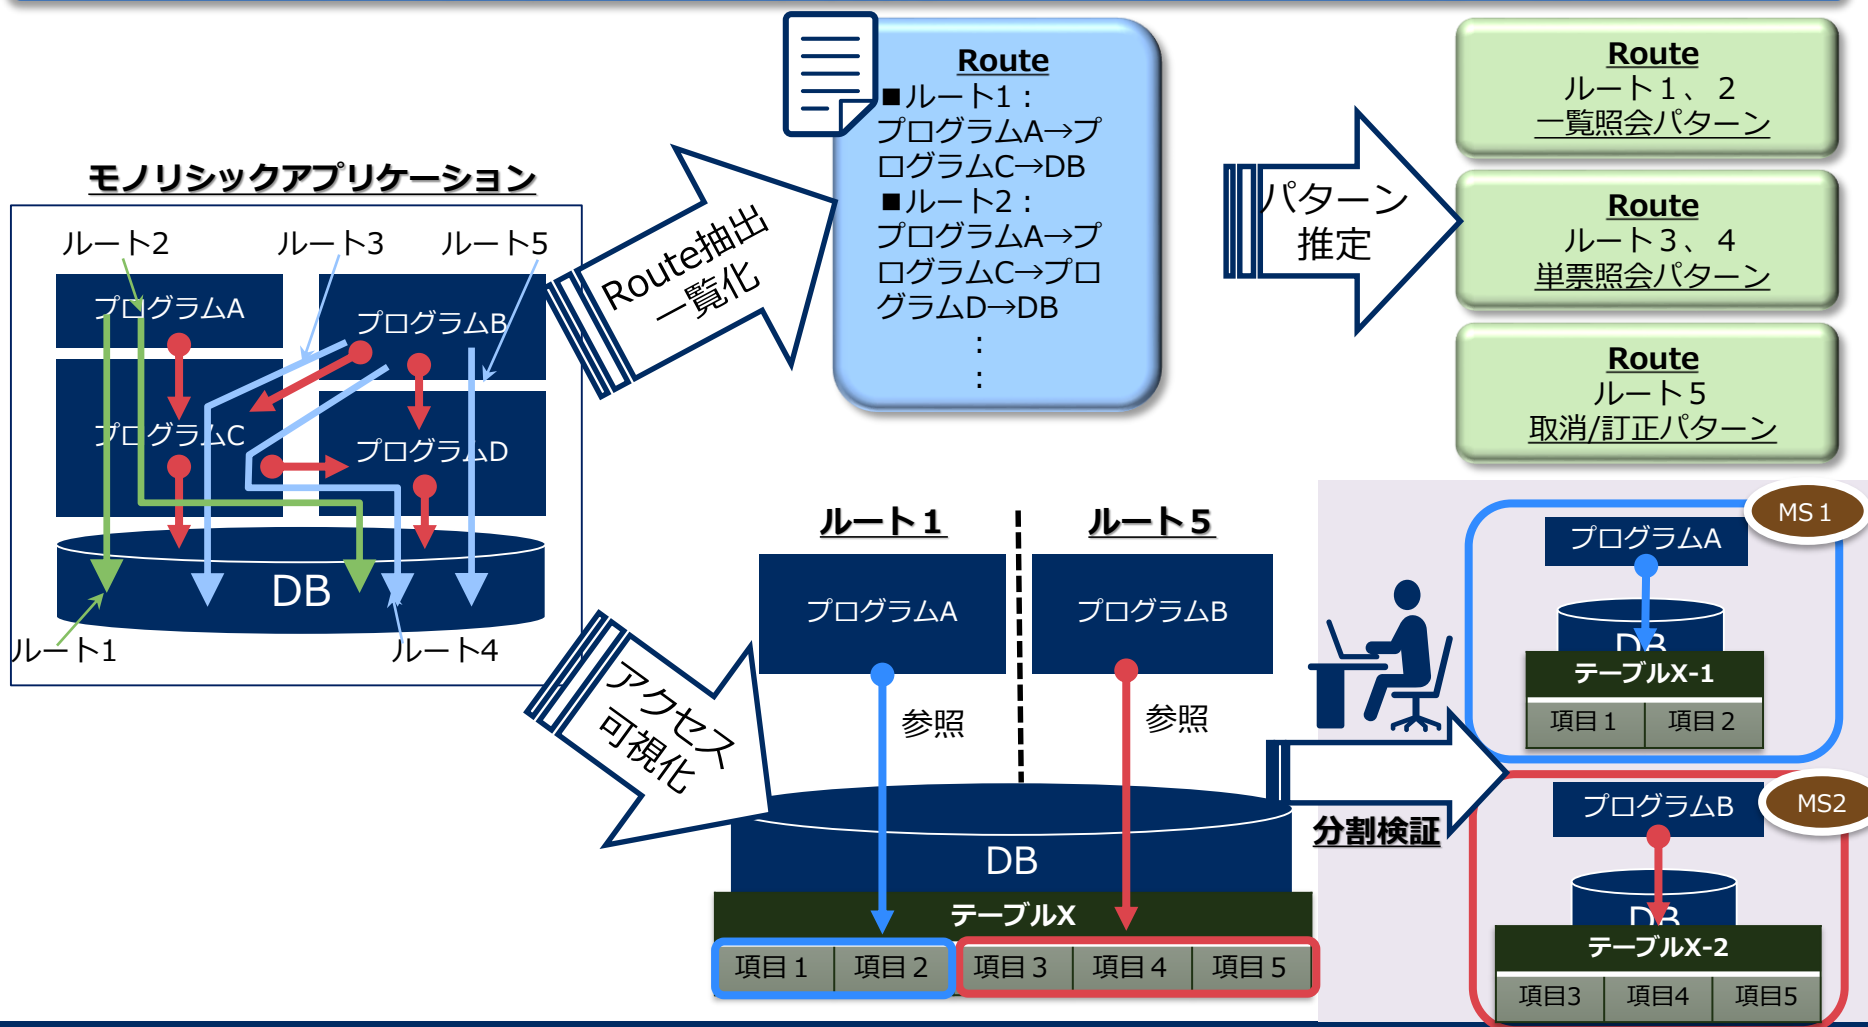 モノリシックアプリケーション
ルート2
ルート3
ルート5
プログラムA
プログラムB
プログラムC
プログラムD
DB
ルート1
ルート4
Route抽出
一覧化
Route
■ルート1：
プログラムA→プ
ログラムC→DB
■ルート2：
プログラムA→プ
ログラムC→プロ
グラムD→DB
：
：
パターン
推定
Route
ルート１、２
一覧照会パターン
Route
ルート３、４
単票照会パターン
Route
ルート５
取消/訂正パターン
アクセス
可視化
ルート１
ルート５
プログラムA
プログラムB
参照
参照
DB
テーブルX
項目１
項目２
項目３
項目４
項目５
分割検証
MS１
プログラムA
DB
テーブルX-1
項目１
項目２
MS2
プログラムB
DB
テーブルX-2
項目3
項目4
項目5